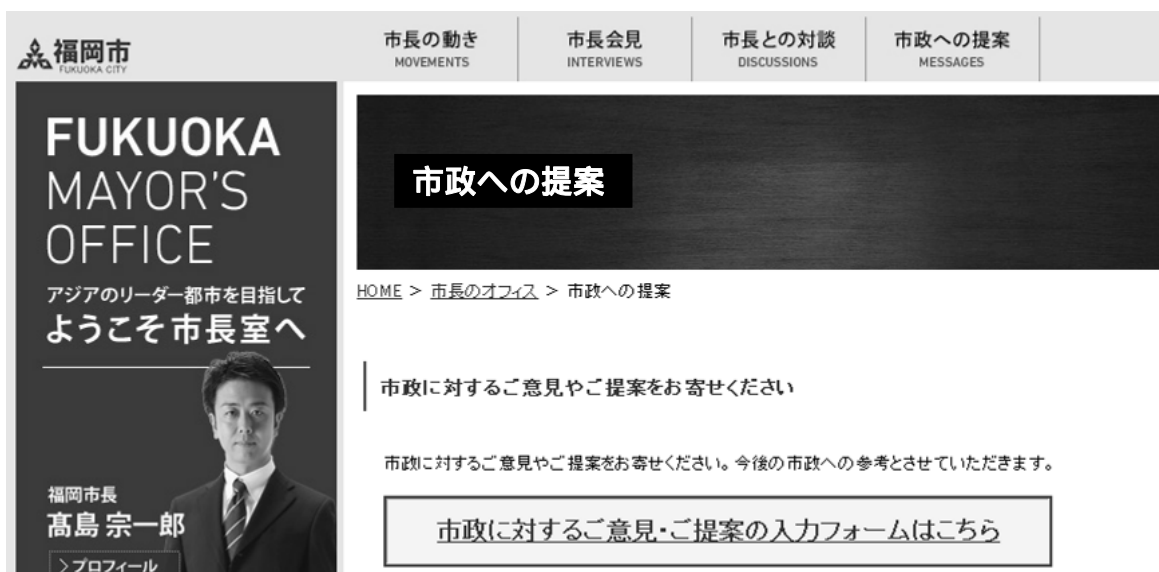 福岡市
FUKUOKA CITY
市長の動き
MOVEMENTS
市長会見
INTERVIEWS
市長との対談
DISCUSSIONS
市政への提案
MESSAGES
FUKUOKA
MAYOR'S
OFFICE
アジアのリーダー都市を目指して
ようこそ市長室へ
福岡市長
髙島 宗一郎
>プロフィール
市政への提案
HOME > 市長のオフィス > 市政への提案
市政に対するご意見やご提案をお寄せください
市政に対するご意見やご提案をお寄せください。今後の市政への参考とさせていただきます。
市政に対するご意見・ご提案の入力フォームはこちら